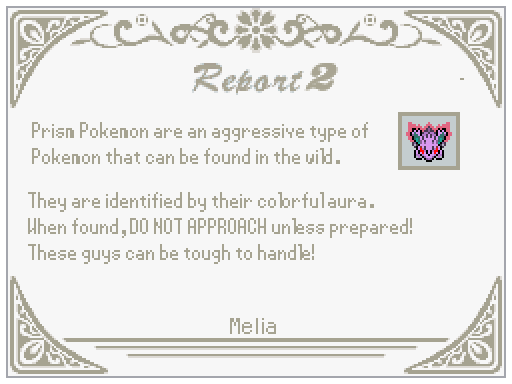 Report 2
Prism Pokemon are an aggressive type of
Pokemon that can be found in the wild.
They are identified by their colorful aura.
When found, DO NOT APPROACH unless prepared!
These guys can be tough to handle!
Melia